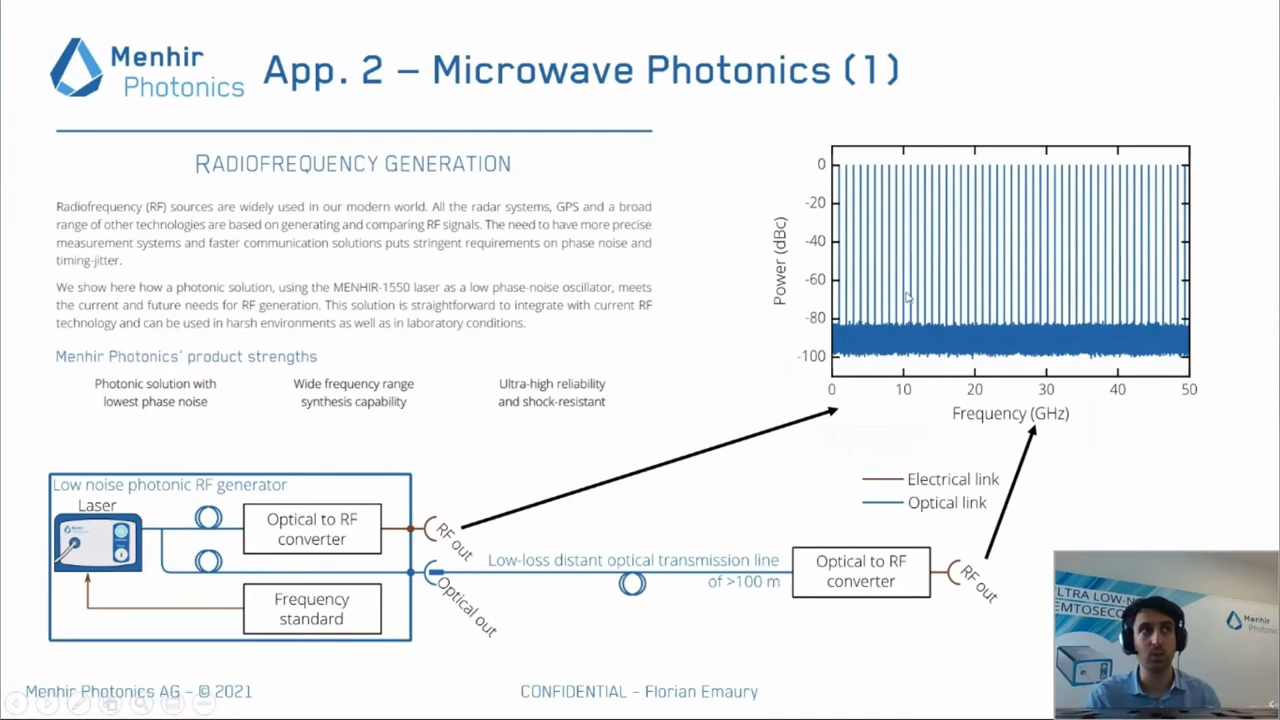 Menhir
Photonics
App. 2 – Microwave Photonics (1)
RADIOFREQUENCY GENERATION
Radiofrequency (RF) sources are widely used in our modern world. All the radar systems, GPS and a broad
range of other technologies are based on generating and comparing RF signals. The need to have more precise
measurement systems and faster communication solutions puts stringent requirements on phase noise and
timing-jitter.
We show here how a photonic solution, using the MENHIR-1550 laser as a low phase-noise oscillator, meets
the current and future needs for RF generation. This solution is straightforward to integrate with current RF
technology and can be used in harsh environments as well as in laboratory conditions.
Menhir Photonics' product strengths
Photonic solution with
lowest phase noise
Wide frequency range
synthesis capability
Ultra-high reliability
and shock-resistant
Power (dBc)
0
-20
-40
-60
-80
-100
0 10 20 30 40 50
Frequency (GHz)
Electrical link
Optical link
Low noise photonic RF generator
Laser
Optical to RF
converter
Frequency
standard
RF out
Optical out
Low-loss distant optical transmission line
of >100 m
Optical to RF
converter
RF out
Menhir
Photonic
Menhir Photonics AG – © 2021
CONFIDENTIAL – Florian Emaury